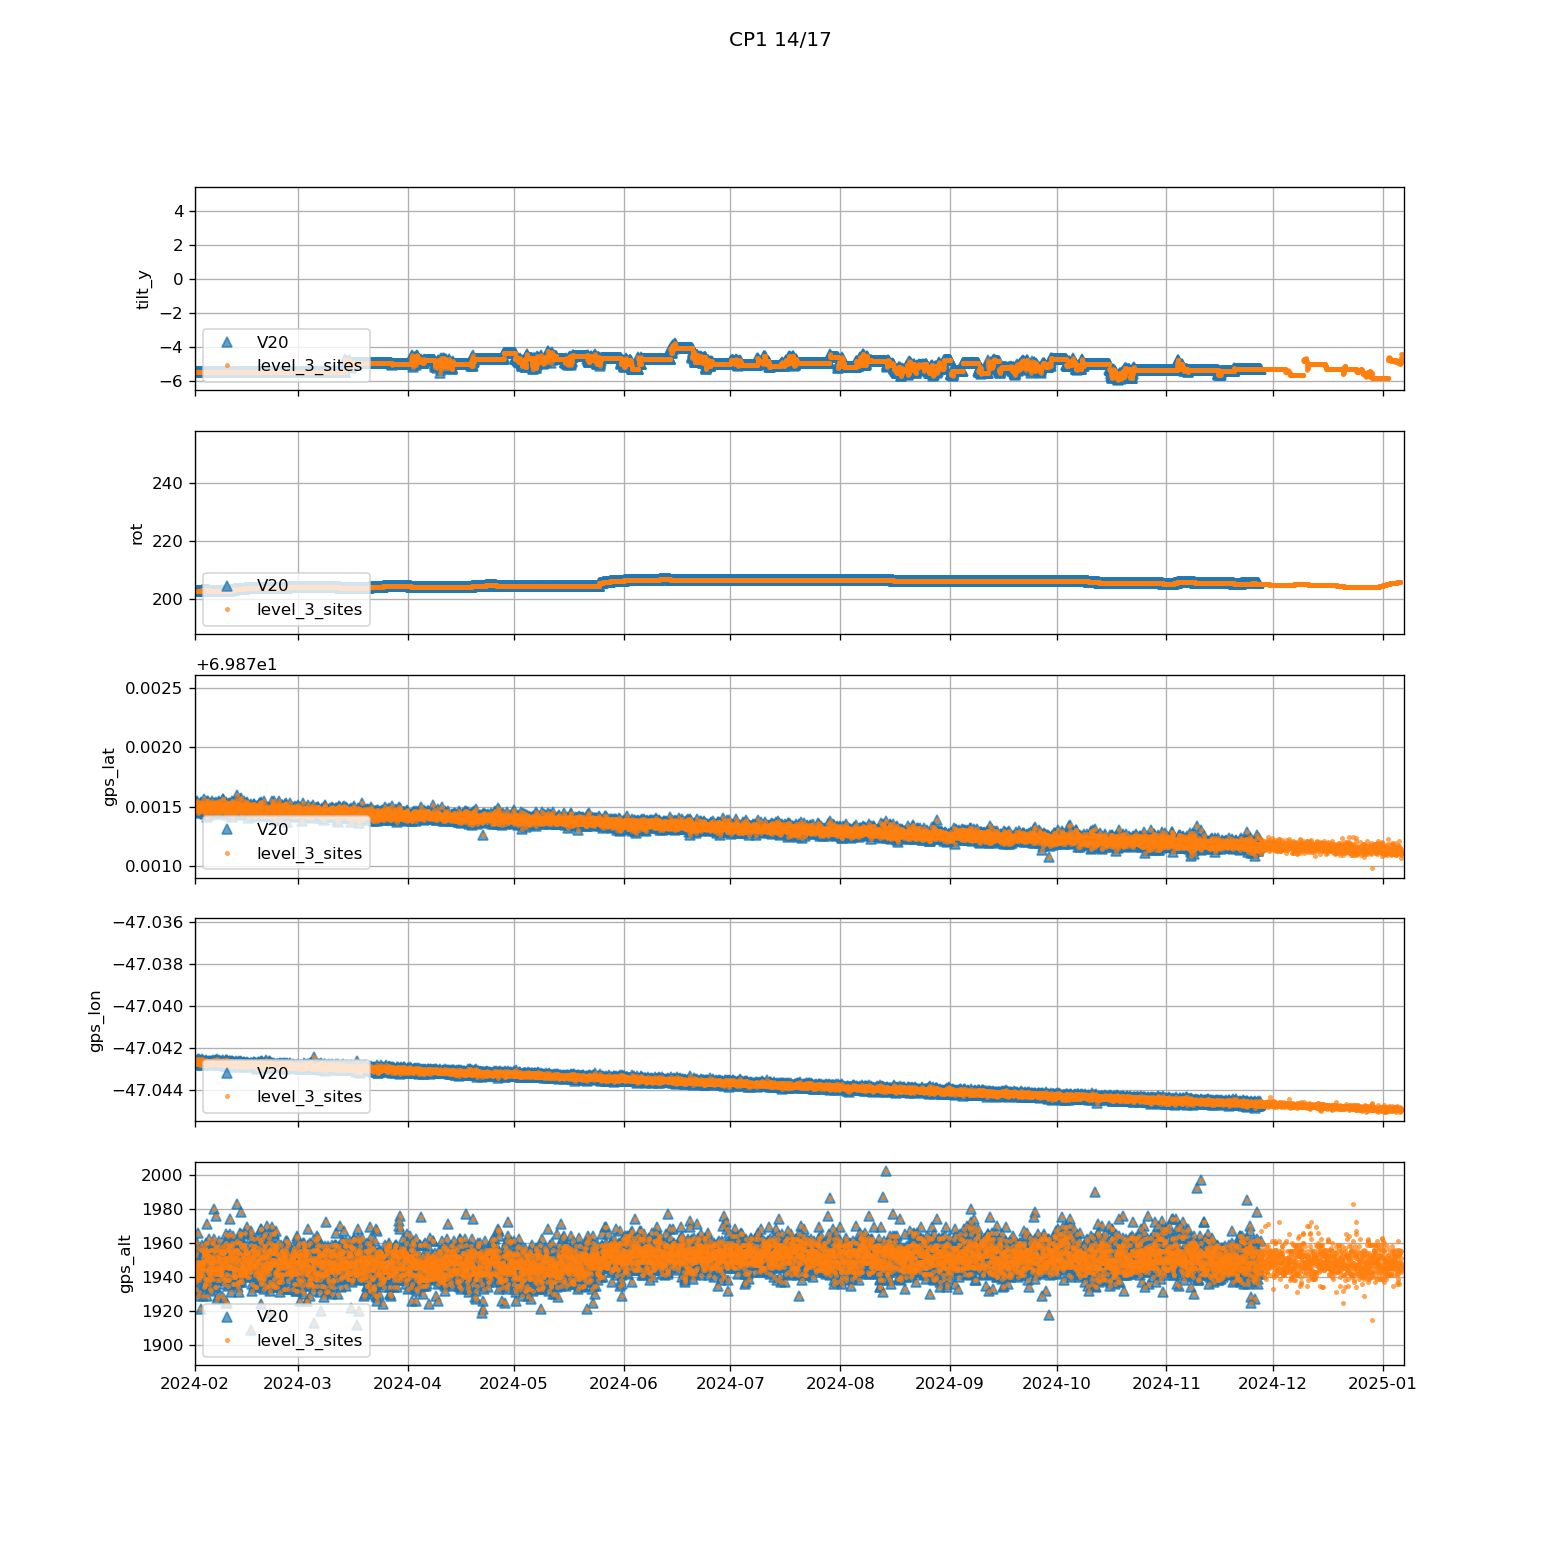 CP1 14/17
4
2
0
−2
−4
−6
tilt_y
V20
level_3_sites
240
220
200
rot
V20
level_3_sites
+6.987e1
0.0025
0.0020
0.0015
0.0010
gps_lat
V20
level_3_sites
−47.036
−47.038
−47.040
−47.042
−47.044
gps_lon
V20
level_3_sites
2000
1980
1960
1940
1920
1900
gps_alt
V20
level_3_sites
2024-02 2024-03 2024-04 2024-05 2024-06 2024-07 2024-08 2024-09 2024-10 2024-11 2024-12 2025-01